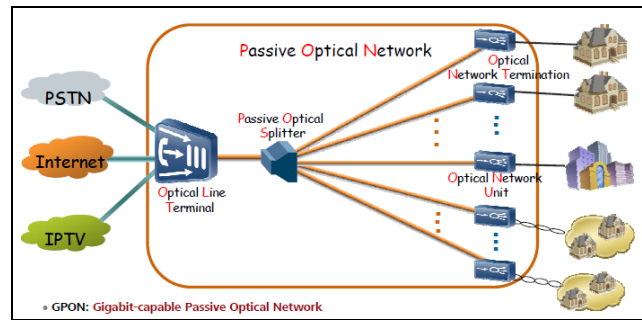 Passive Optical Network
PSTN
Internet
IPTV
Optical Line
Terminal
Passive Optical
Splitter
Optical
Network Termination
Optical Network
Unit
• GPON: Gigabit-capable Passive Optical Network